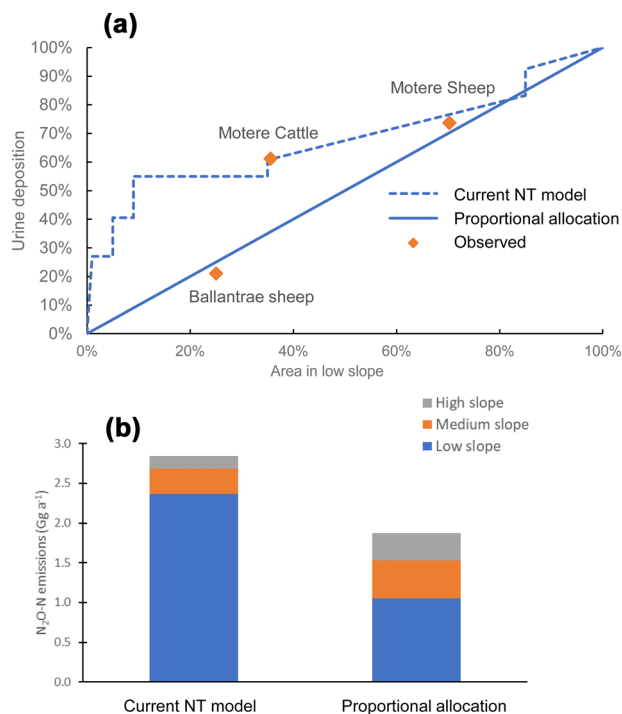 (a)
100%
90%
80%
70%
60%
50%
40%
30%
20%
10%
0%
Urine deposition
Motere Sheep
Motere Cattle
Current NT model
Proportional allocation
Observed
Ballantrae sheep
0%
20%
40%
60%
80%
100%
Area in low slope
(b)
High slope
Medium slope
Low slope
3.0
2.5
2.0
1.5
1.0
0.5
0.0
N₂O-N emissions (Gg a⁻¹)
Current NT model
Proportional allocation